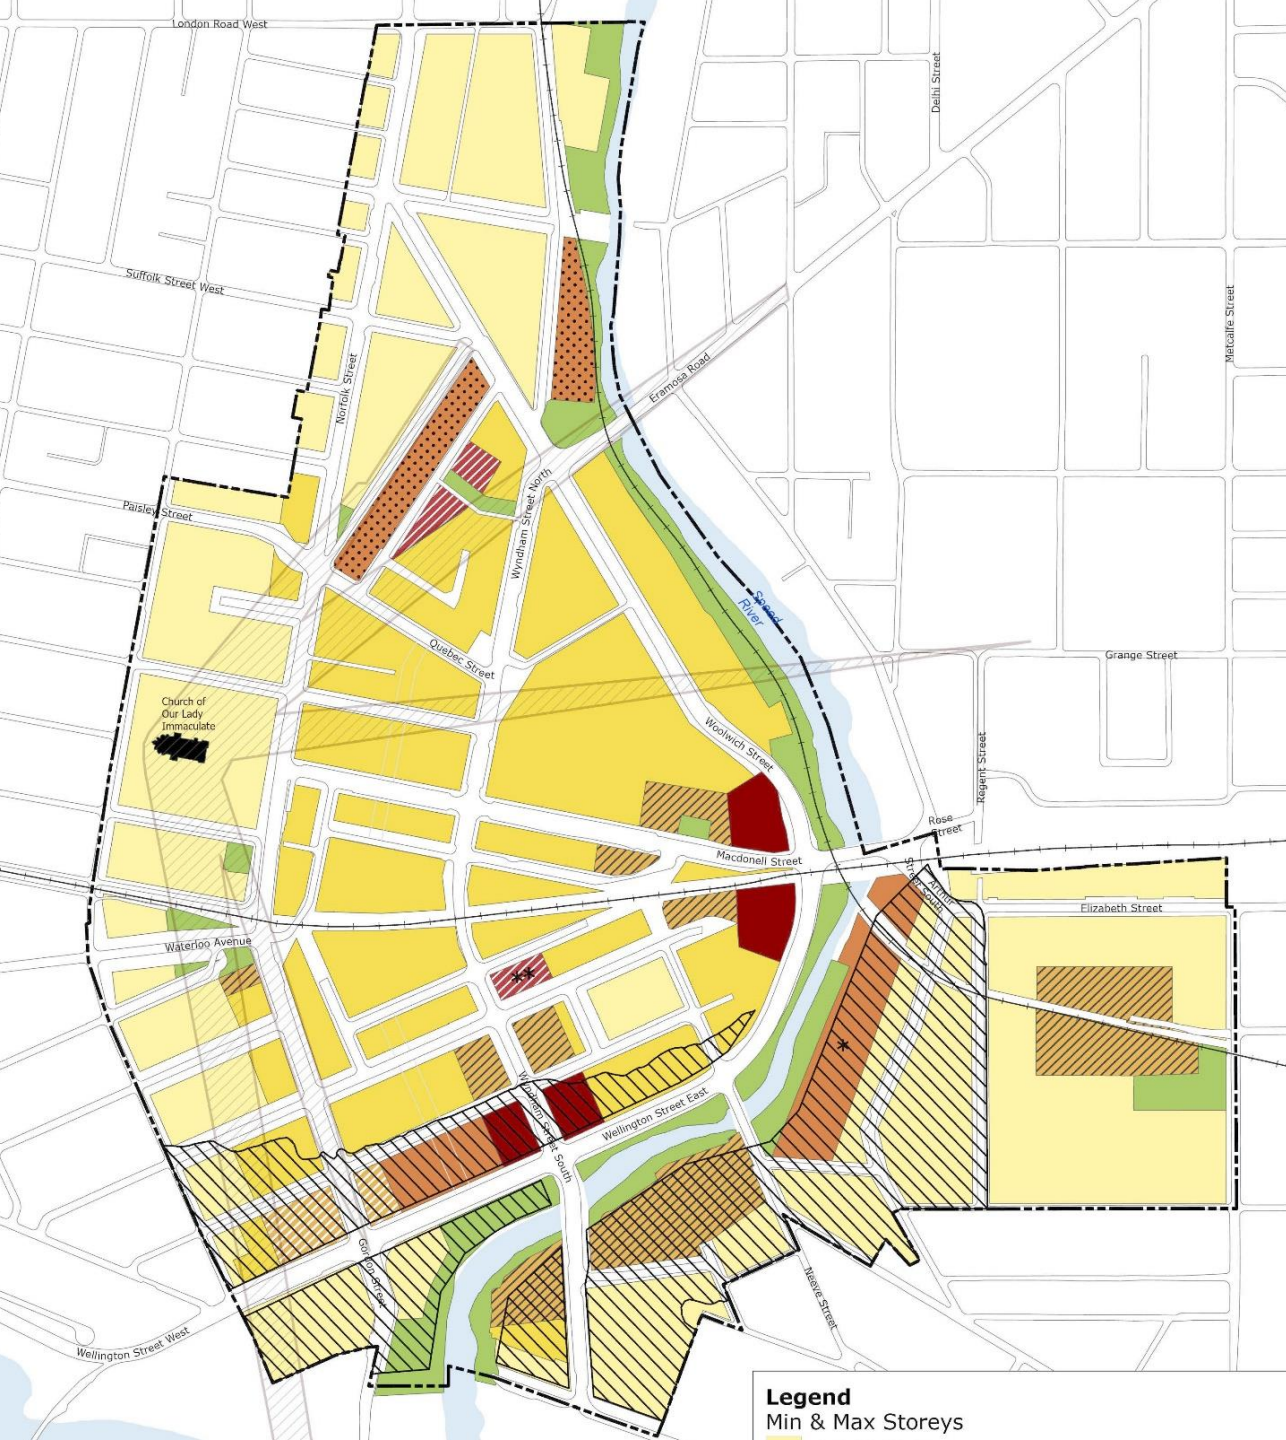 London Road West
Delhi Street
Suffolk Street West
Metcalfe Street
Norfolk Street
Eramosa Road
Paisley Street
Wyndham Street North
Speed
River
Quebec Street
Grange Street
Church of
Our Lady
Immaculate
Woolwich Street
Regent Street
Rose
Street
Macdonell Street
Arthur
Street South
Elizabeth Street
Waterloo Avenue
**
*
Wyndham Street South
Wellington Street East
Gordon Street
Neeve Street
Wellington Street West
Legend
Min & Max Storeys